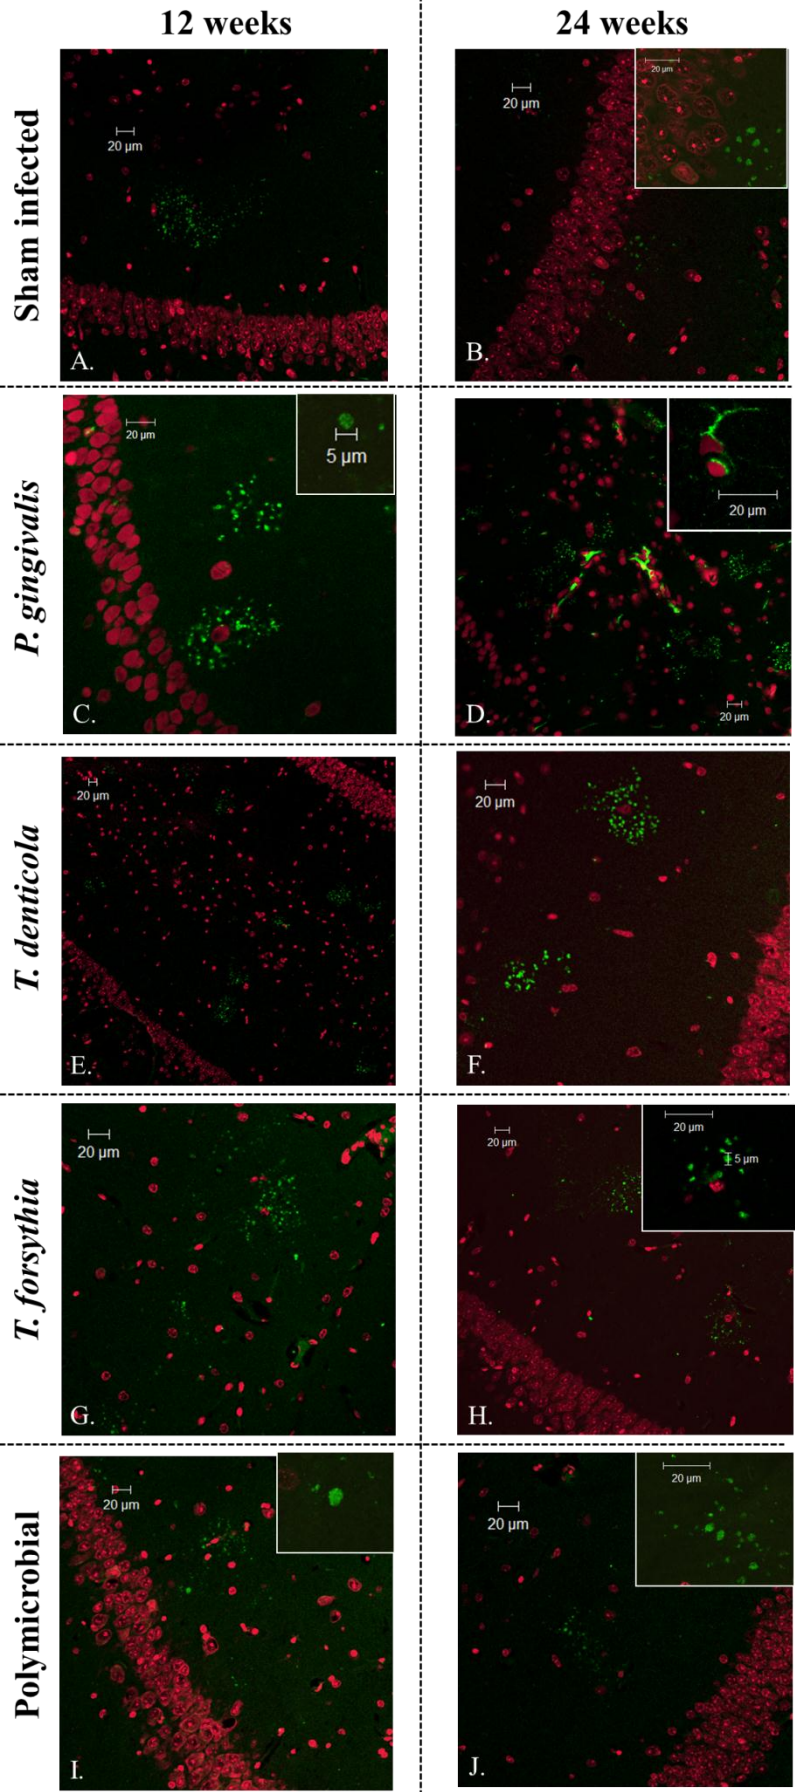 12 weeks
24 weeks
Sham infected
20 µm
A.
20 µm
20 µm
B.
P. gingivalis
20 µm
5 µm
C.
20 µm
20 µm
D.
T. denticola
20 µm
E.
20 µm
F.
T. forsythia
20 µm
G.
20 µm
20 µm
5 µm
H.
Polymicrobial
20 µm
I.
20 µm
20 µm
J.